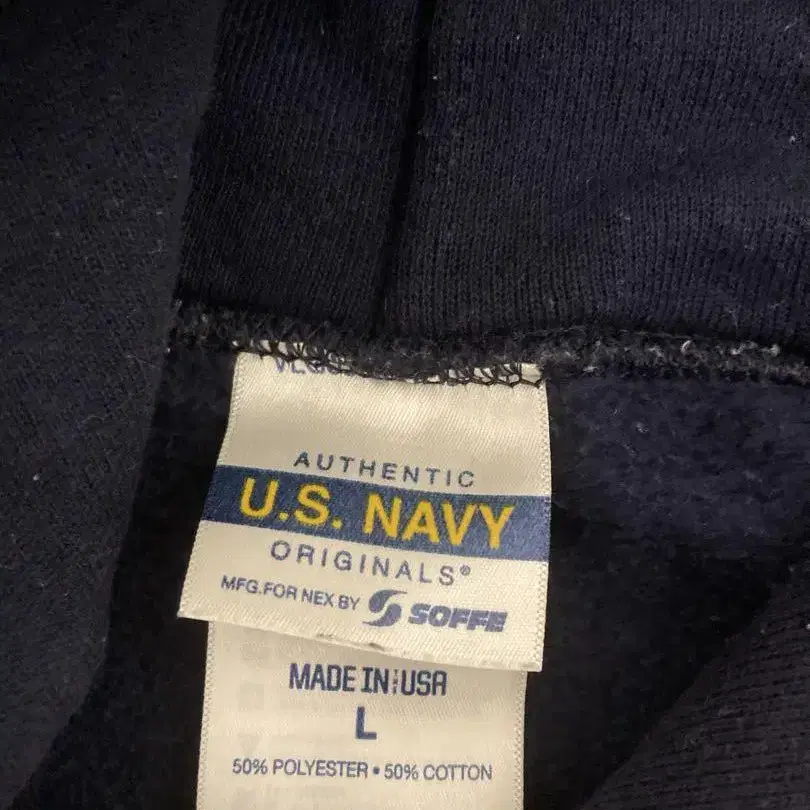 AUTHENTIC
U.S. NAVY
ORIGINALS®
MFG. FOR NEX BY SOFFE
MADE IN USA
L
50% POLYESTER • 50% COTTON